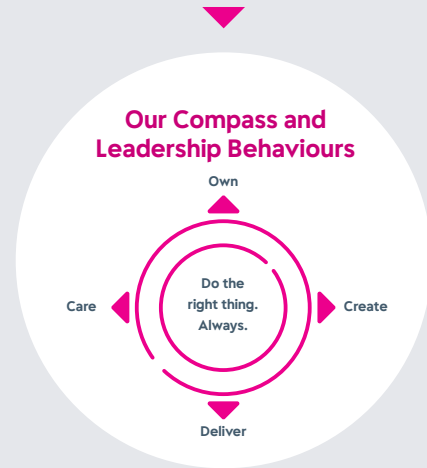 Our Compass and
Leadership Behaviours
Own
Do the
right thing.
Always.
Care
Create
Deliver